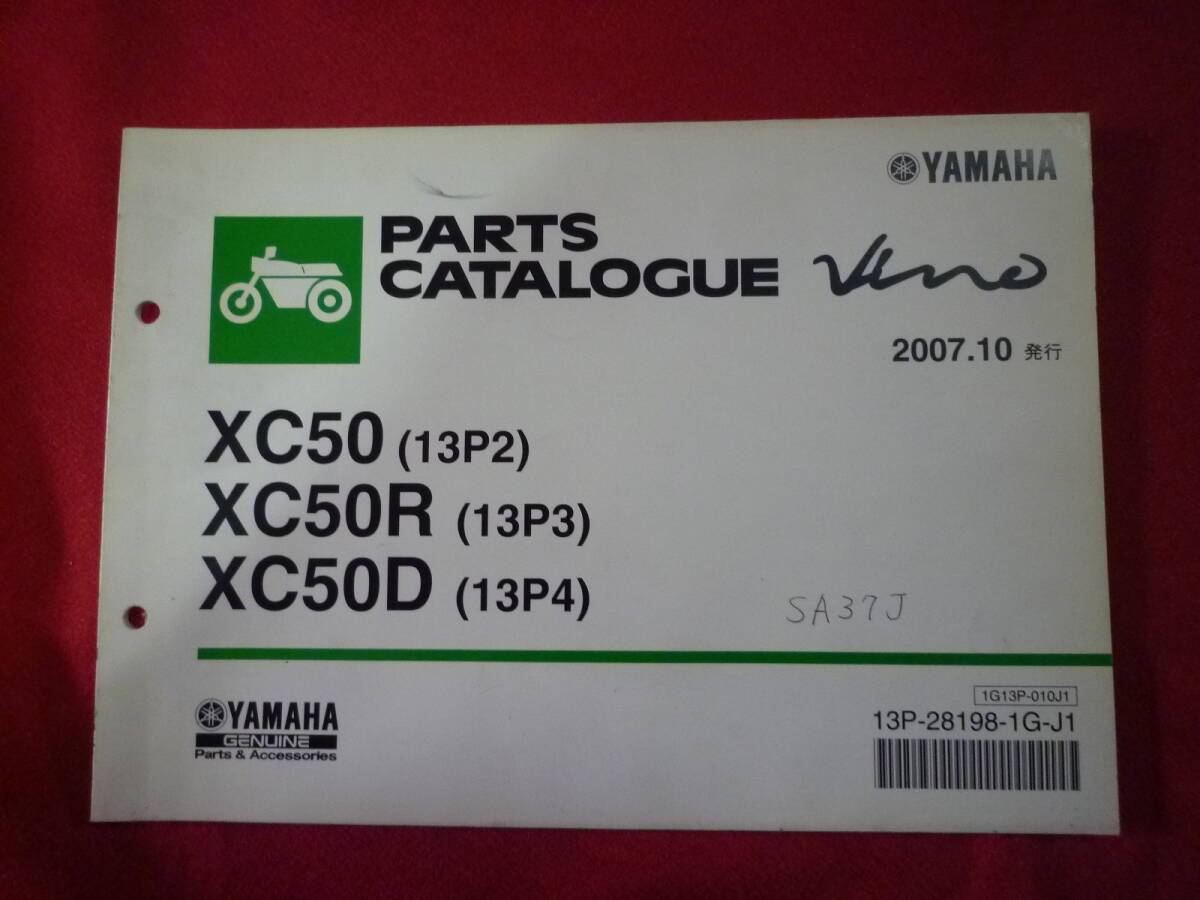 YAMAHA
PARTS
CATALOGUE
Vino
2007.10 発行
XC50 (13P2)
XC50R (13P3)
XC50D (13P4)
SA37J
1G13P-010J1
13P-28198-1G-J1
YAMAHA
GENUINE
Parts & Accessories